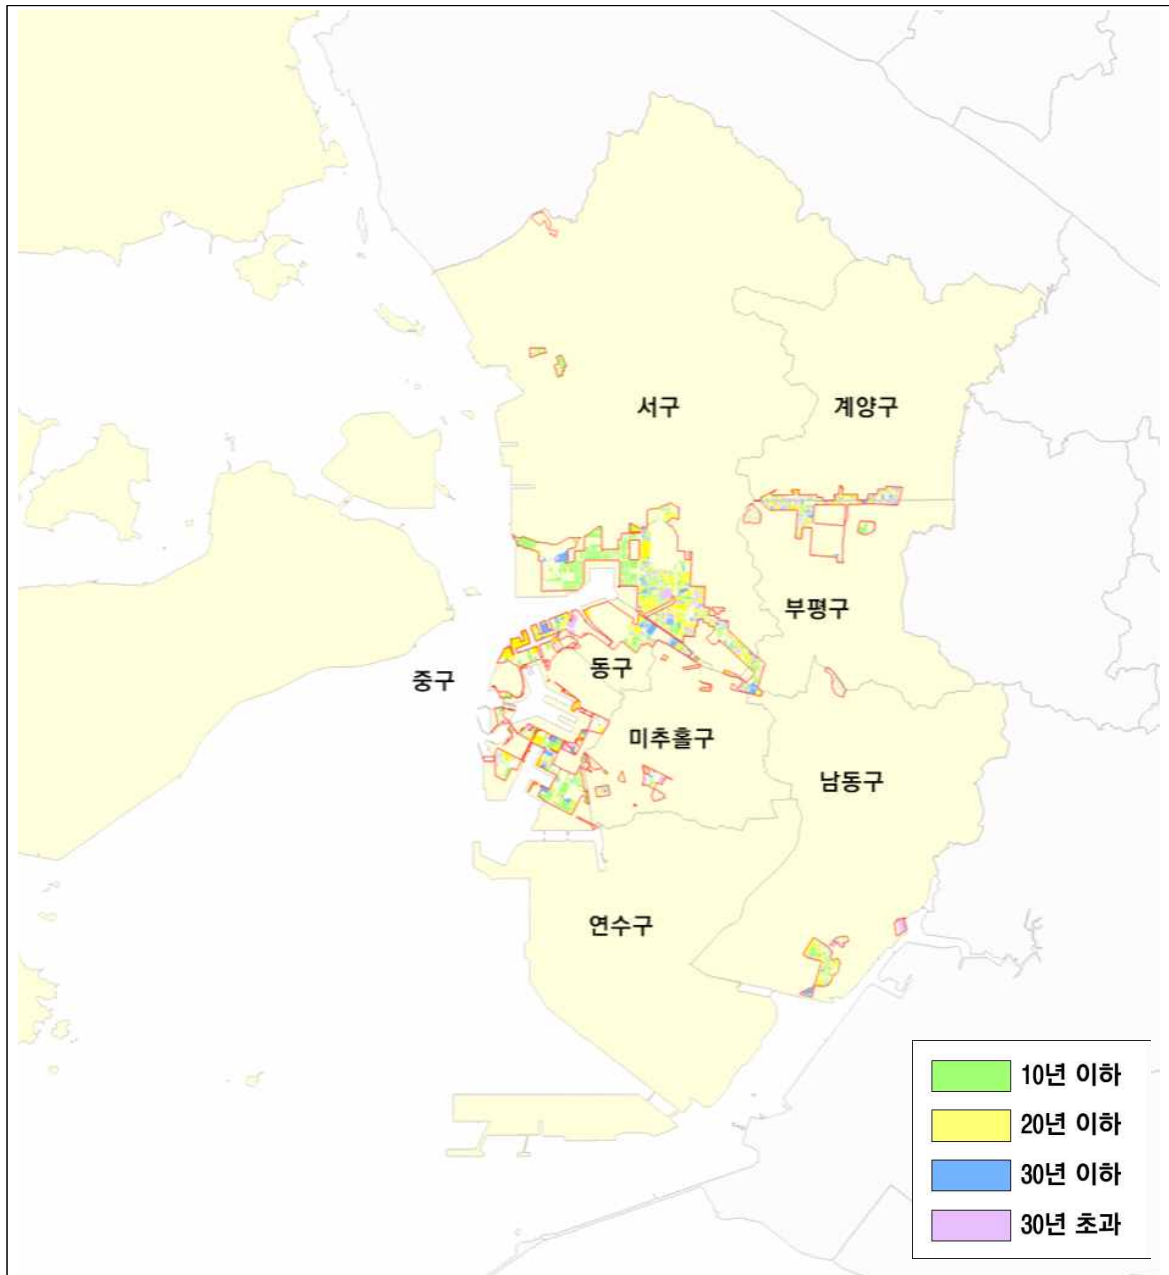 서구
계양구
부평구
동구
중구
미추홀구
남동구
연수구
10년 이하
20년 이하
30년 이하
30년 초과